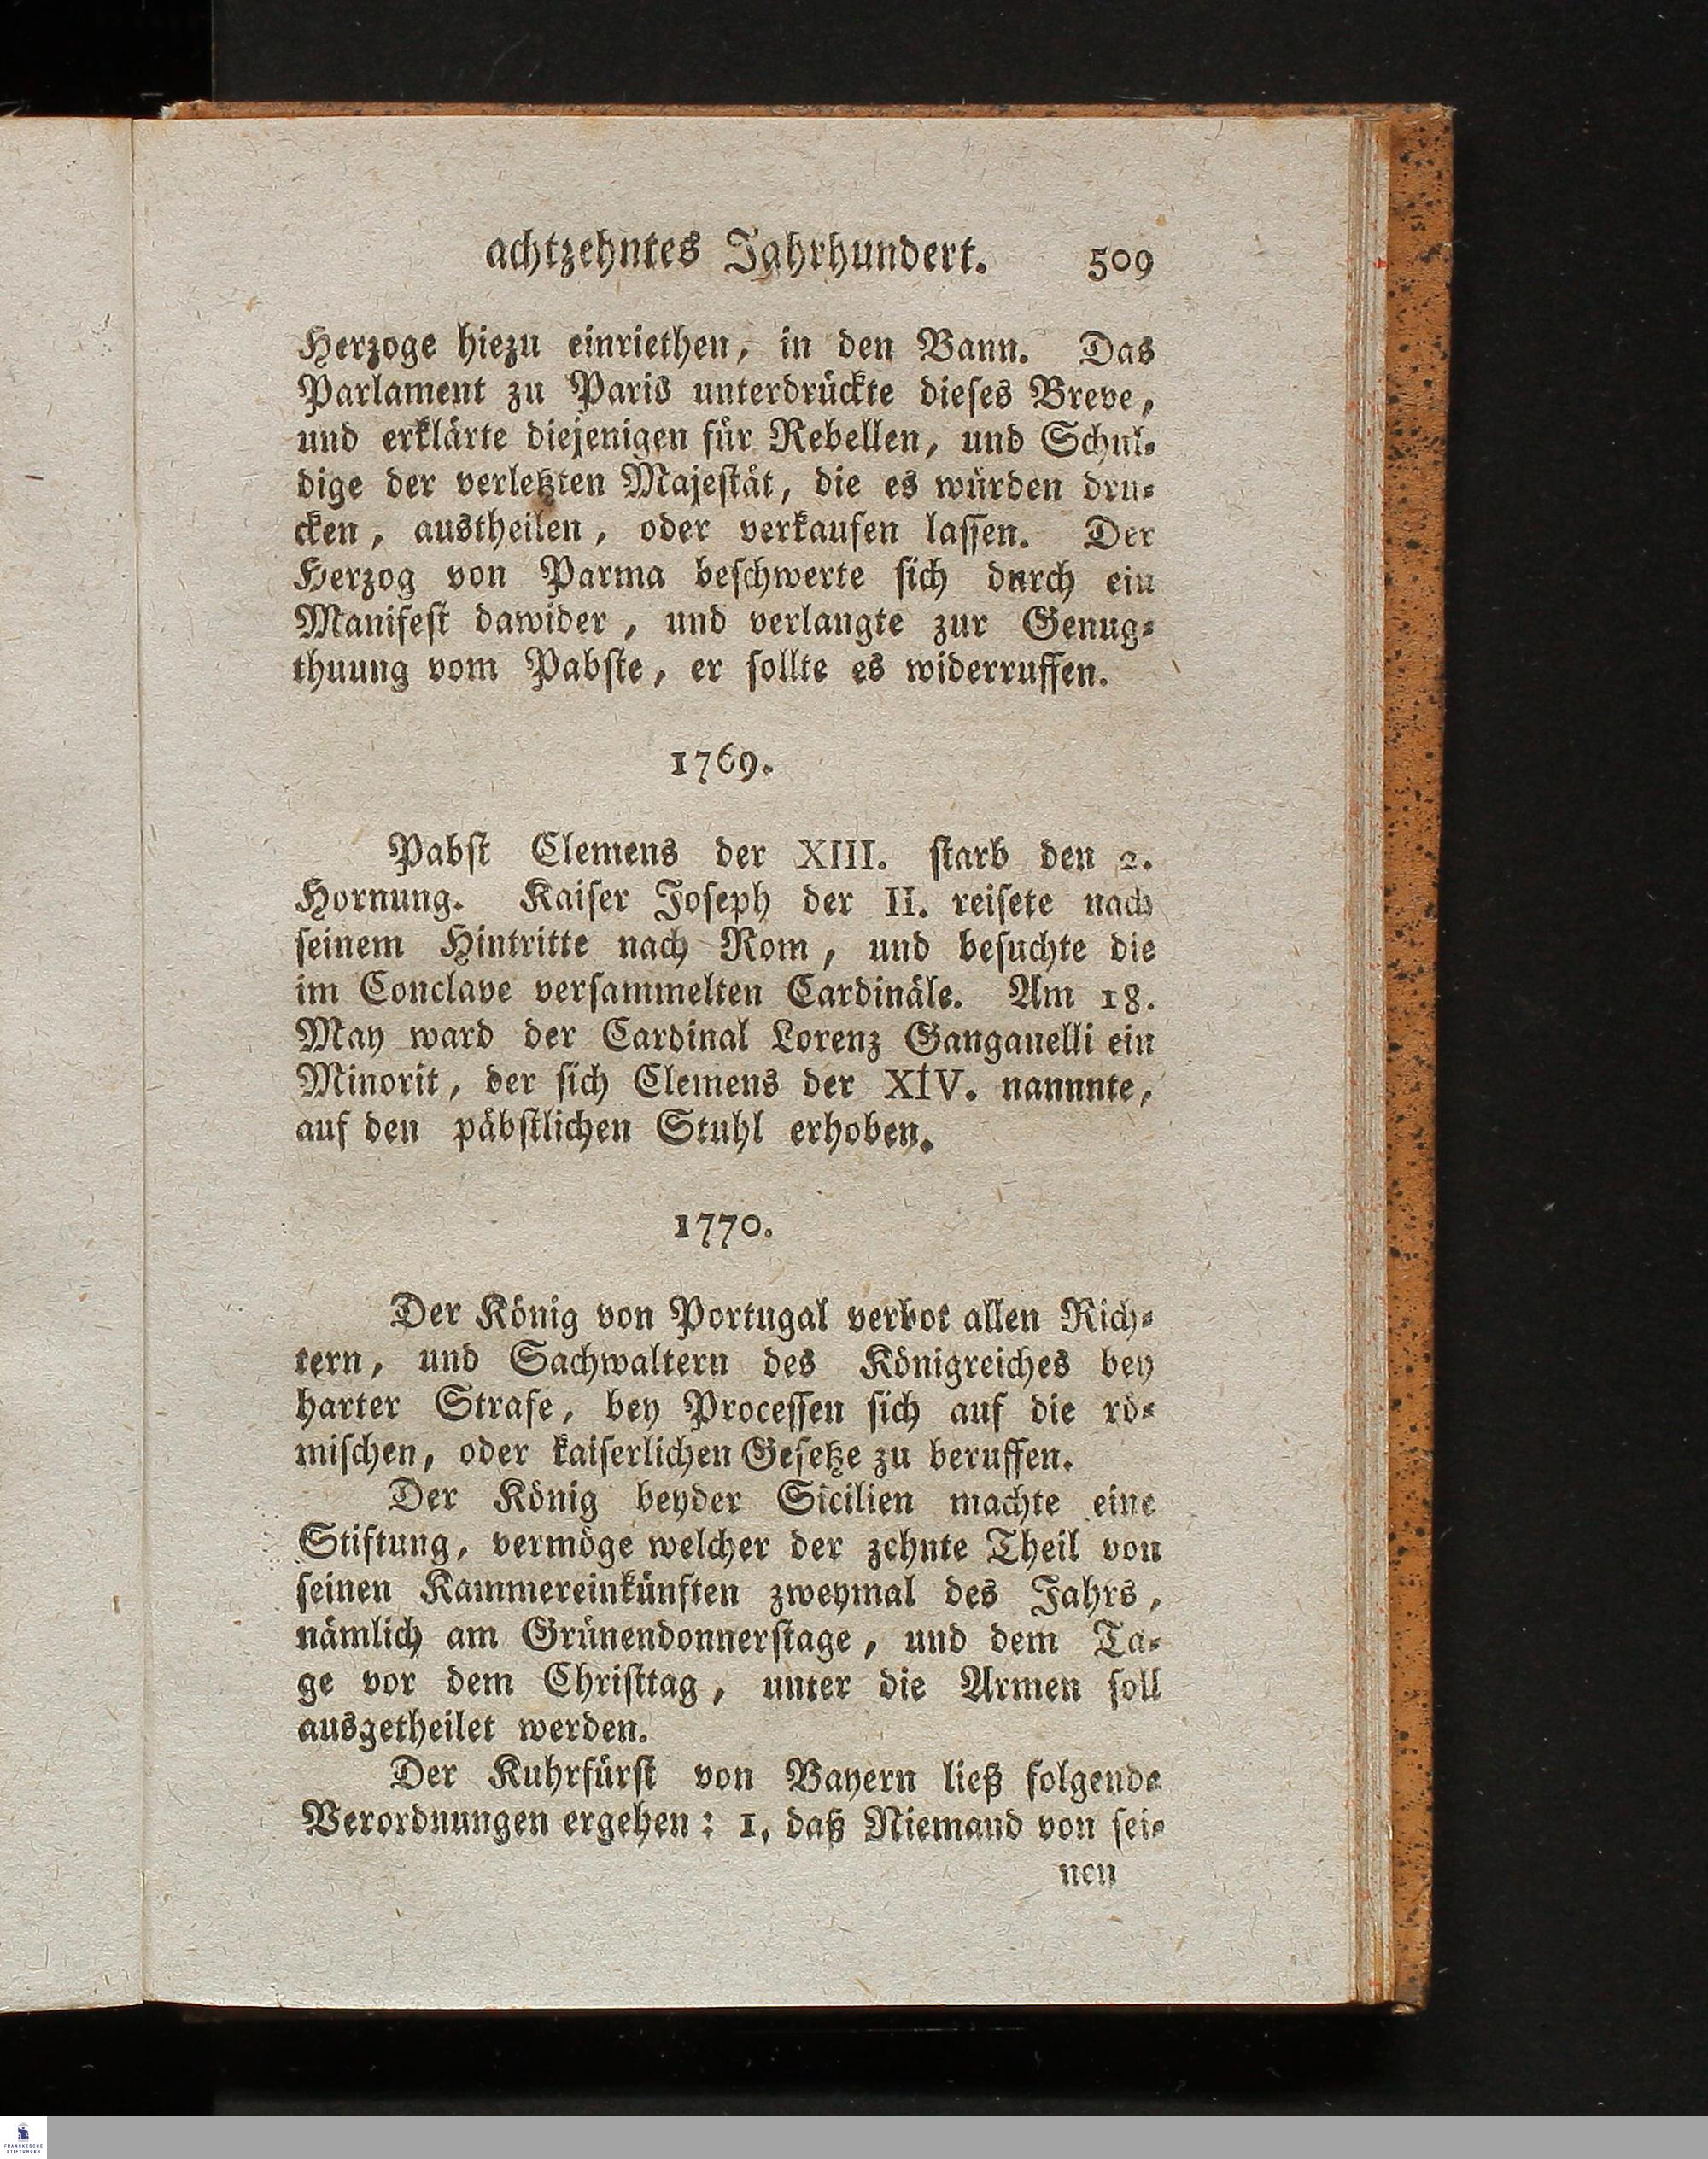 achtzehntes Jahrhundert. 509
Herzoge hiezu einriethen, in den Bann. Das
Parlament zu Paris unterdrückte dieses Breve,
und erklärte diejenigen für Rebellen, und Schul-
dige der verletzten Majestät, die es würden dru-
cken, austheilen, oder verkaufen lassen. Der
Herzog von Parma beschwerte sich durch ein
Manifest dawider, und verlangte zur Genug-
thuung vom Pabste, er sollte es widerruffen.
1769.
Pabst Clemens der XIII. starb den 2.
Hornung. Kaiser Joseph der II. reisete nach
seinem Hintritte nach Rom, und besuchte die
im Conclave versammelten Cardinäle. Am 18.
May ward der Cardinal Lorenz Ganganelli ein
Minorit, der sich Clemens der XIV. nannnte,
auf den päbstlichen Stuhl erhoben.
1770.
Der König von Portugal verbot allen Rich-
tern, und Sachwaltern des Königreiches bey
harter Strafe, bey Processen sich auf die rö-
mischen, oder kaiserlichen Gesetze zu beruffen.
Der König beyder Sicilien machte eine
Stiftung, vermöge welcher der zehnte Theil von
seinen Kammereinkünften zweymal des Jahrs,
nämlich am Grünendonnerstage, und dem Ta-
ge vor dem Christtag, unter die Armen soll
ausgetheilet werden.
Der Kuhrfürst von Bayern ließ folgende
Verordnungen ergehen: 1. daß Niemand von sei-
nen
FRANCKESCHE
STIFTUNGEN